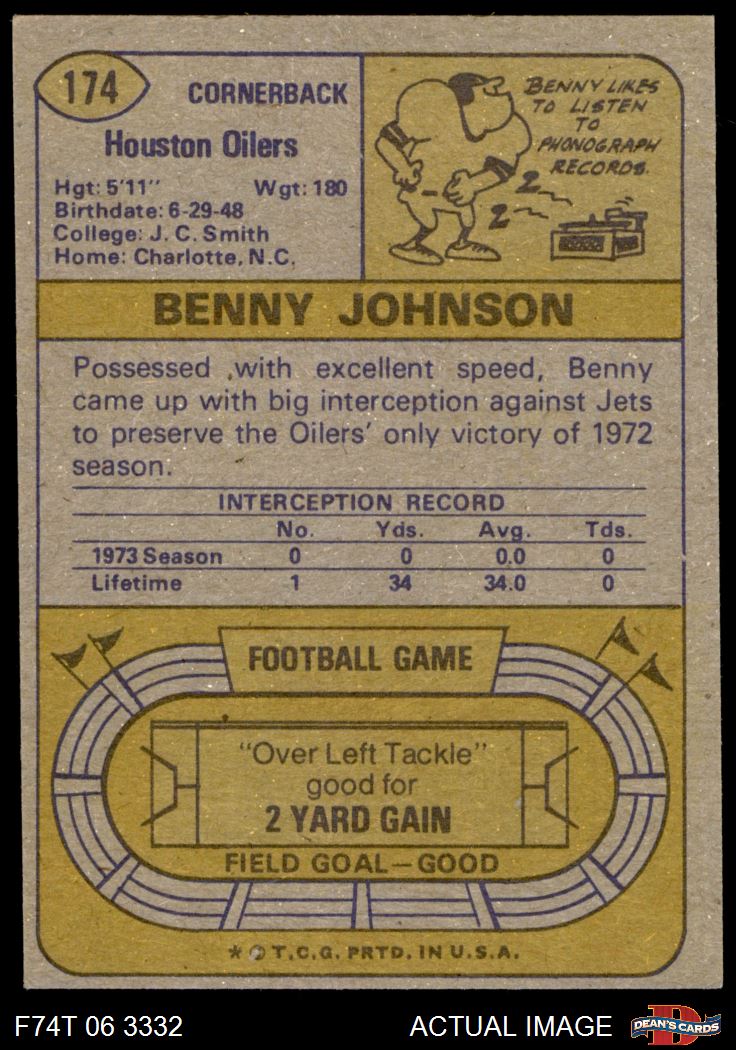 174
CORNERBACK
Houston Oilers
Hgt: 5'11" Wgt: 180
Birthdate: 6-29-48
College: J. C. Smith
Home: Charlotte, N.C.
BENNY LIKES
TO LISTEN
TO
PHONOGRAPH
RECORDS.
2
2
BENNY JOHNSON
Possessed with excellent speed, Benny
came up with big interception against Jets
to preserve the Oilers' only victory of 1972
season.
INTERCEPTION RECORD
No. Yds. Avg. Tds.
1973 Season 0 0 0.0 0
Lifetime 1 34 34.0 0
FOOTBALL GAME
"Over Left Tackle"
good for
2 YARD GAIN
FIELD GOAL—GOOD
* © T.C.G. PRTD. IN U.S.A.
F74T 06 3332 ACTUAL IMAGE
D
DEAN'S CARDS